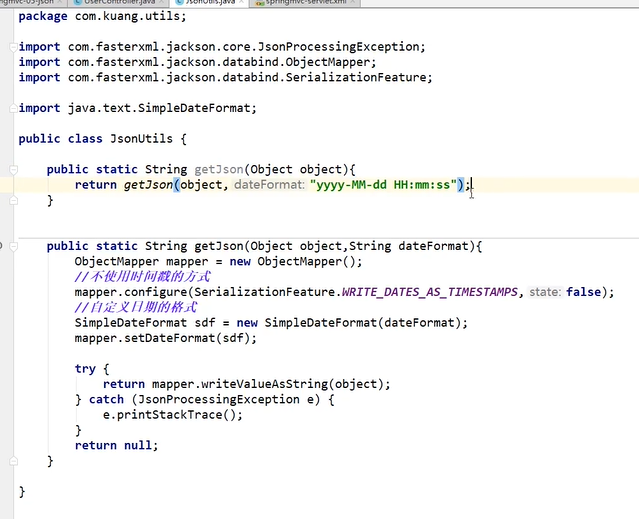 ngmvc-05-json
UserController.java
JsonUtils.java
springmvc-servlet.xml
package com.kuang.utils;
import com.fasterxml.jackson.core.JsonProcessingException;
import com.fasterxml.jackson.databind.ObjectMapper;
import com.fasterxml.jackson.databind.SerializationFeature;
import java.text.SimpleDateFormat;
public class JsonUtils {
public static String getJson(Object object){
return getJson(object, dateFormat: "yyyy-MM-dd HH:mm:ss");
}
public static String getJson(Object object,String dateFormat){
ObjectMapper mapper = new ObjectMapper();
//不使用时间戳的方式
mapper.configure(SerializationFeature.WRITE_DATES_AS_TIMESTAMPS, state: false);
//自定义日期的格式
SimpleDateFormat sdf = new SimpleDateFormat(dateFormat);
mapper.setDateFormat(sdf);
try {
return mapper.writeValueAsString(object);
} catch (JsonProcessingException e) {
e.printStackTrace();
}
return null;
}
}